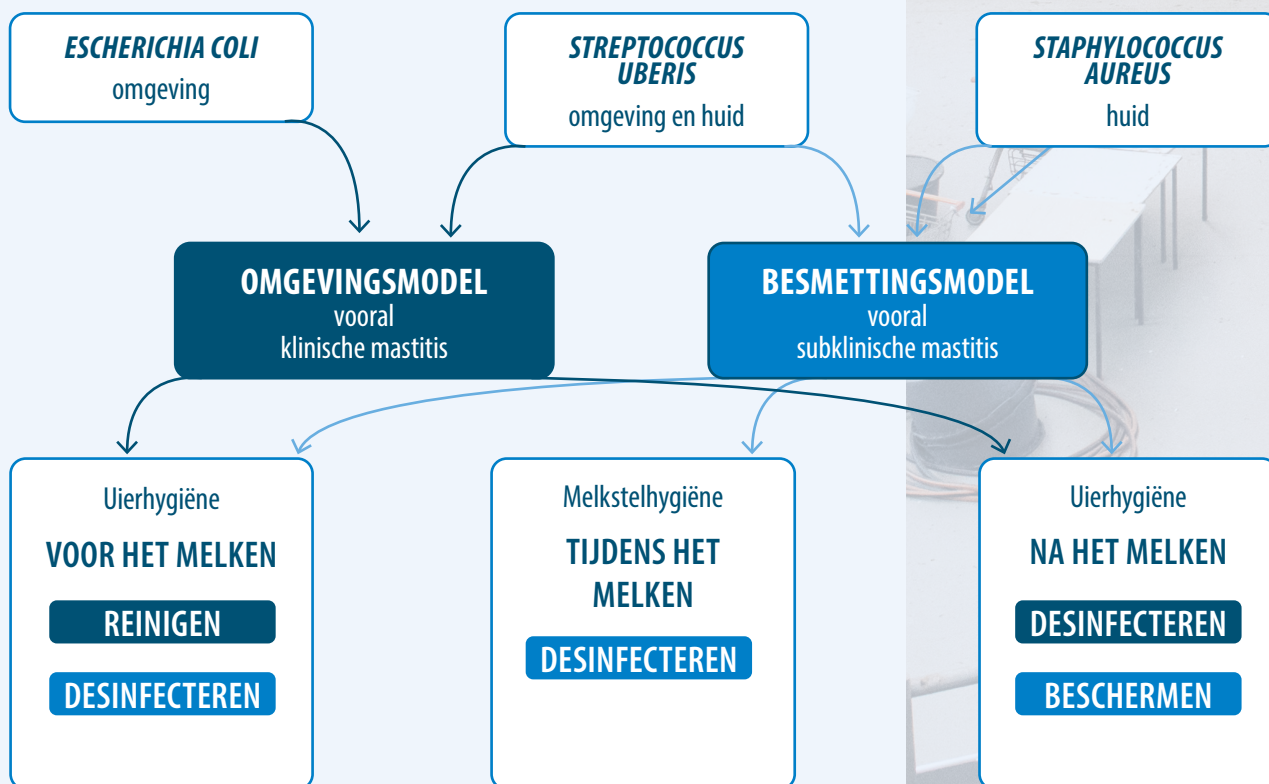 ESCHERICHIA COLI
omgeving
STREPTOCOCCUS
UBERIS
omgeving en huid
STAPHYLOCOCCUS
AUREUS
huid
OMGEVINGSMODEL
vooral
klinische mastitis
BESMETTINGSMODEL
vooral
subklinische mastitis
Uierhygiëne
VOOR HET MELKEN
REINIGEN
DESINFECTEREN
Melkstelhygiëne
TIJDENS HET
MELKEN
DESINFECTEREN
Uierhygiëne
NA HET MELKEN
DESINFECTEREN
BESCHERMEN